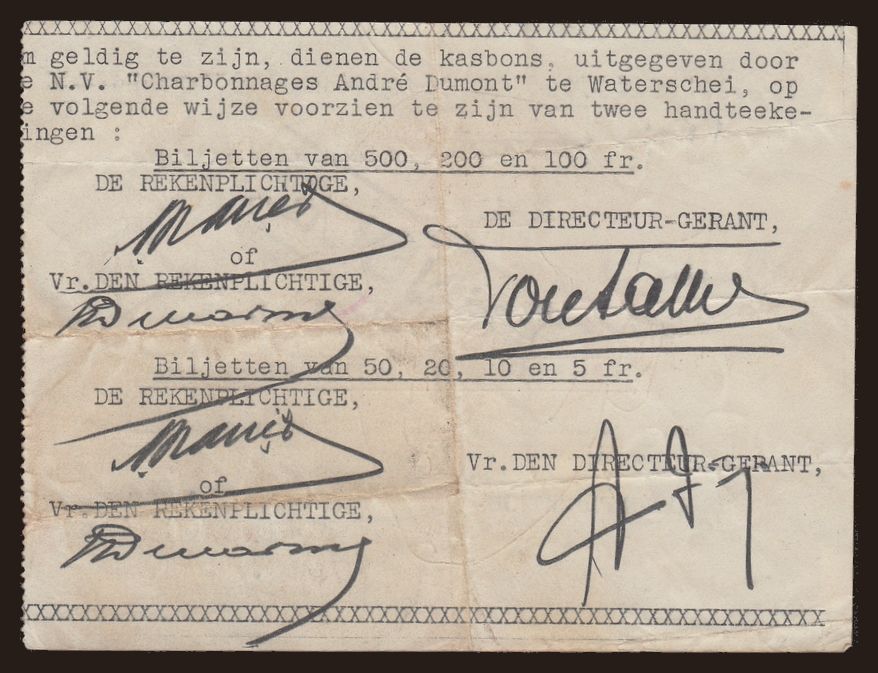 m geldig te zijn, dienen de kasbons, uitgegeven door
e N.V. "Charbonnages André Dumont" te Waterschei, op
e volgende wijze voorzien te zijn van twee handteeke-
ingen :
Biljetten van 500, 200 en 100 fr.
DE REKENPLICHTIGE,
DE DIRECTEUR-GERANT,
of
Vr.DEN REKENPLICHTIGE,
Biljetten van 50, 20, 10 en 5 fr.
DE REKENPLICHTIGE,
Vr.DEN DIRECTEUR-GERANT,
of
Vr.DEN REKENPLICHTIGE,